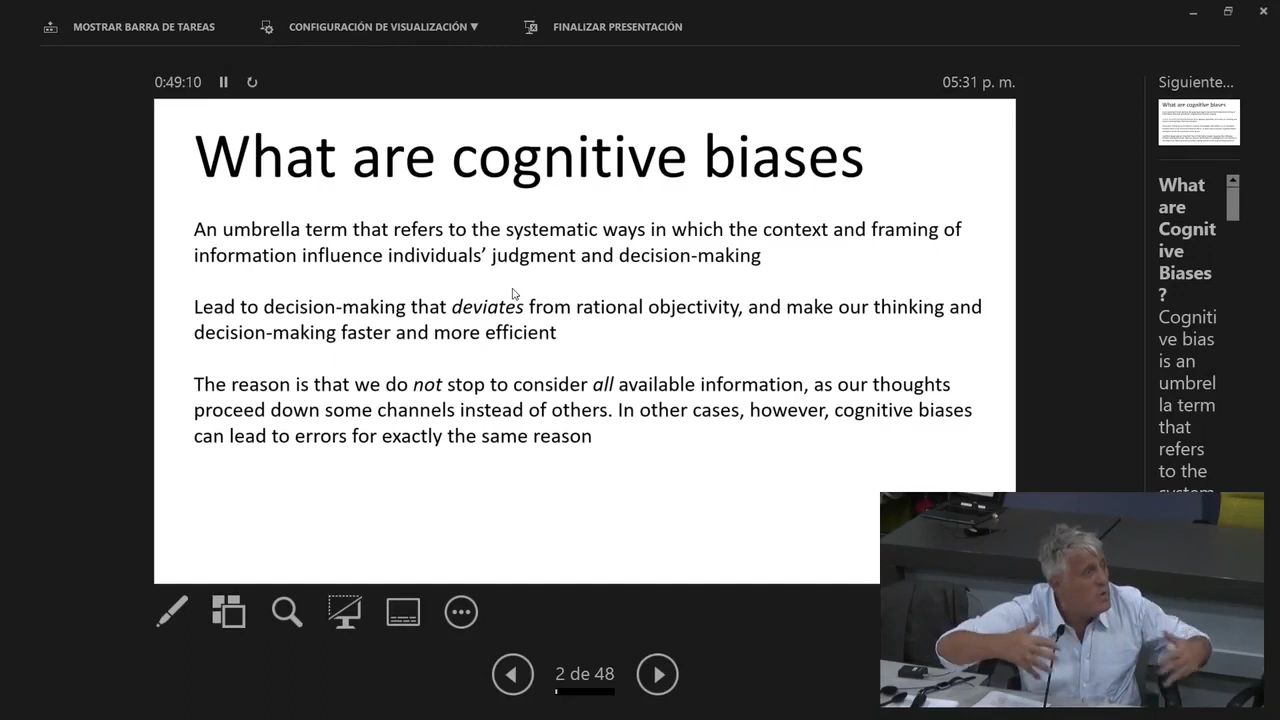 MOSTRAR BARRA DE TAREAS
CONFIGURACIÓN DE VISUALIZACIÓN ▼
FINALIZAR PRESENTACIÓN
0:49:10
05:31 p. m.
What are cognitive biases
An umbrella term that refers to the systematic ways in which the context and framing of
information influence individuals’ judgment and decision-making
Lead to decision-making that deviates from rational objectivity, and make our thinking and
decision-making faster and more efficient
The reason is that we do not stop to consider all available information, as our thoughts
proceed down some channels instead of others. In other cases, however, cognitive biases
can lead to errors for exactly the same reason
2 de 48
Siguiente...
What are cognitive biases
What
are
Cognit
ive
Biases
?
Cogniti
ve bias
is an
umbrel
la term
that
refers
to the
system